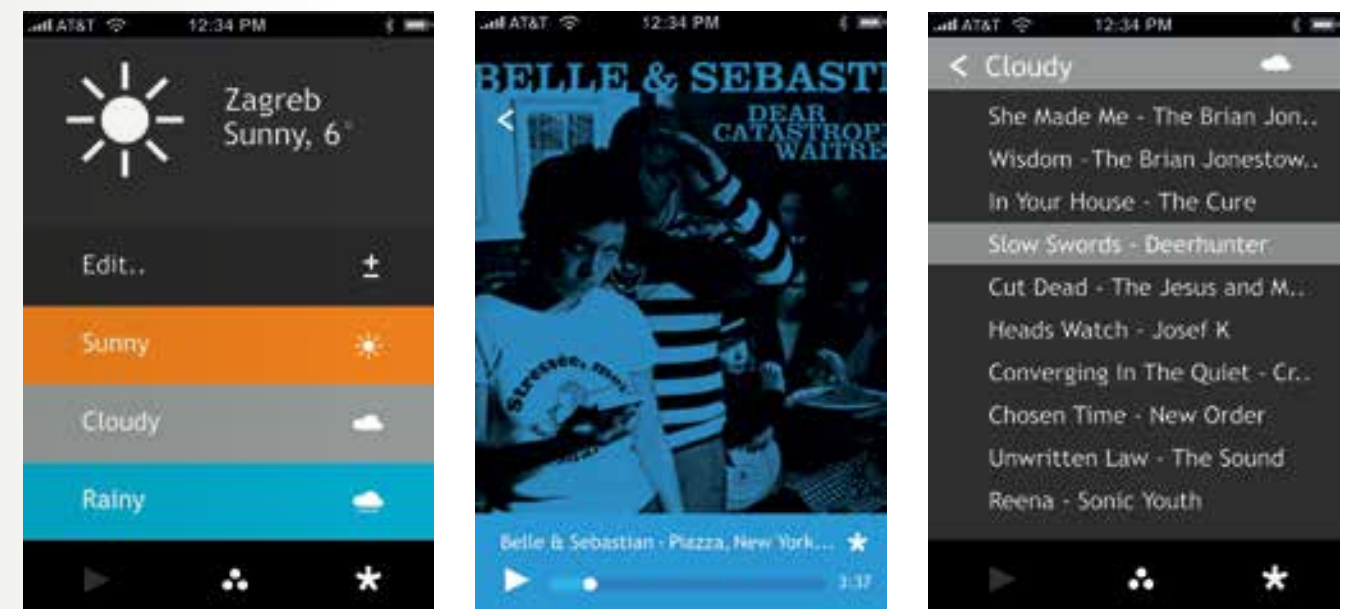 AT&T 12:34 PM
Zagreb
Sunny, 6°
Edit..
Sunny
Cloudy
Rainy
AT&T 12:34 PM
BELLE & SEBASTI
DEAR
CATASTROP
WAITRE
Stressee, moi?
Belle & Sebastian - Piazza, New York...
3:37
AT&T 12:34 PM
< Cloudy
She Made Me - The Brian Jon..
Wisdom - The Brian Jonestow..
In Your House - The Cure
Slow Swords - Deerhunter
Cut Dead - The Jesus and M..
Heads Watch - Josef K
Converging In The Quiet - Cr..
Chosen Time - New Order
Unwritten Law - The Sound
Reena - Sonic Youth